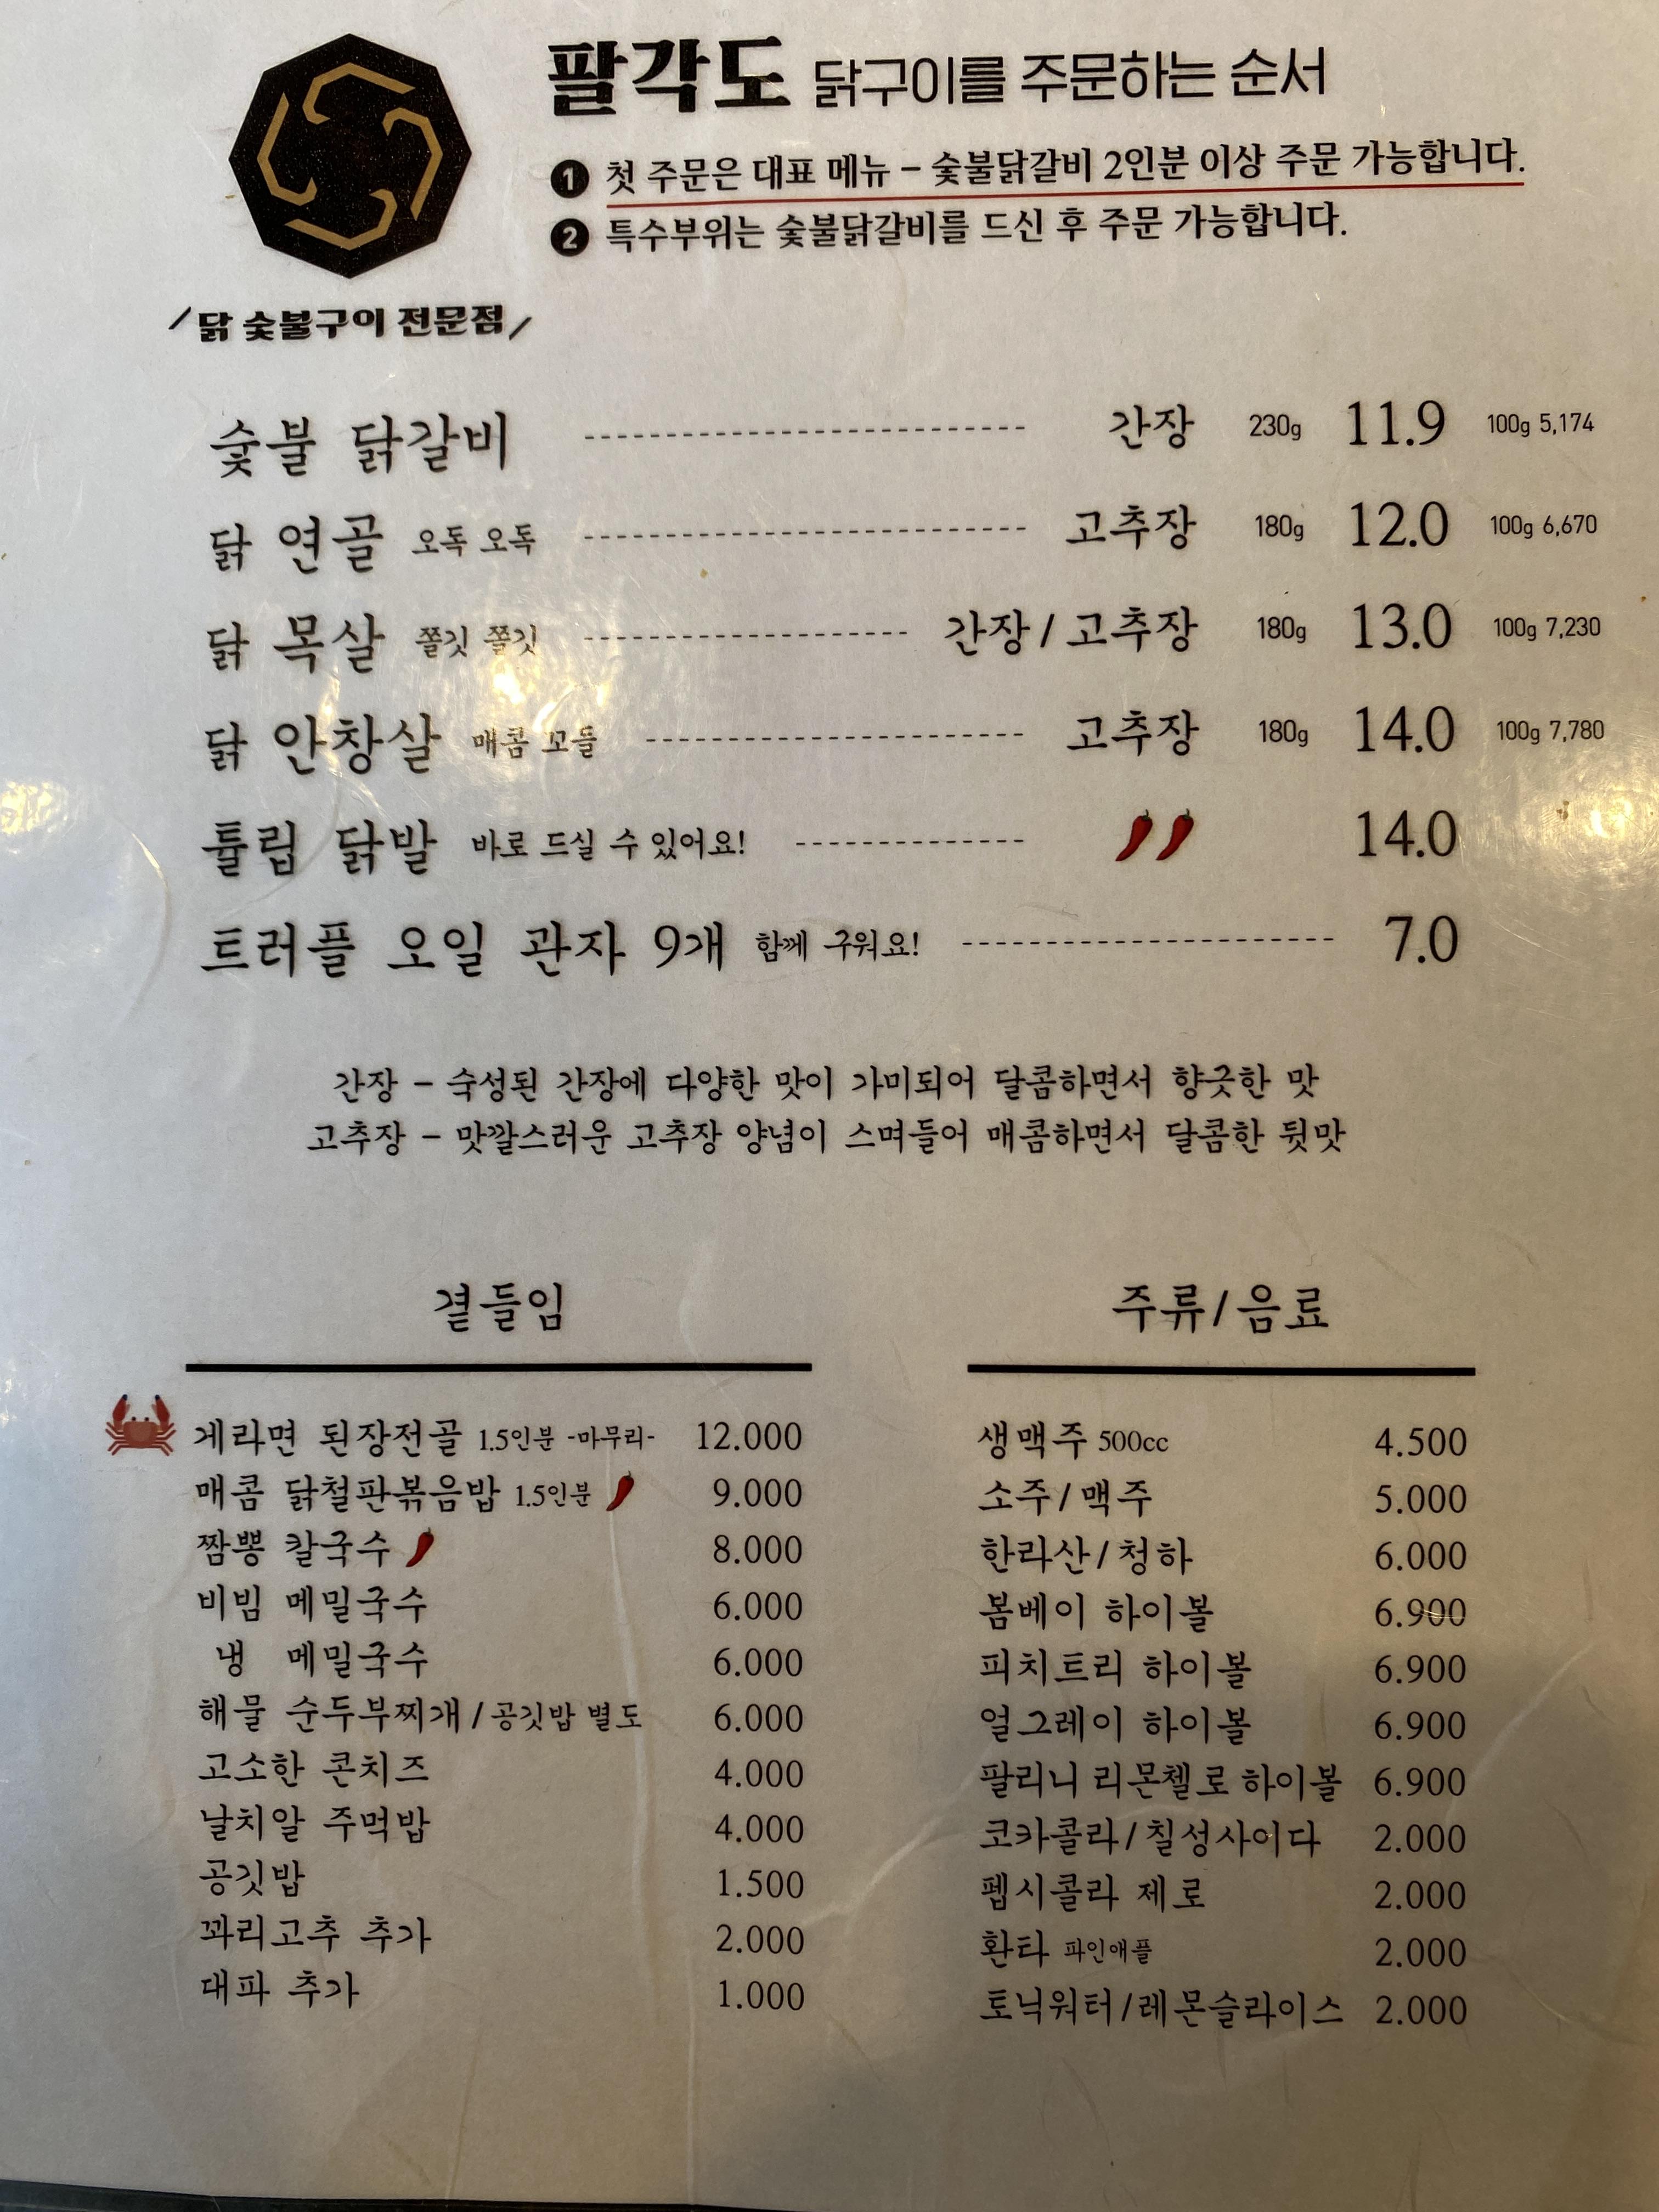 팔각도 닭구이를 주문하는 순서
1 첫 주문은 대표 메뉴 - 숯불닭갈비 2인분 이상 주문 가능합니다.
2 특수부위는 숯불닭갈비를 드신 후 주문 가능합니다.
/닭 숯불구이 전문점/
숯불 닭갈비 간장 230g 11.9 100g 5,174
닭 연골 오독 오독 고추장 180g 12.0 100g 6,670
닭 목살 쫄깃 쫄깃 간장 / 고추장 180g 13.0 100g 7,230
닭 안창살 매콤 꼬들 고추장 180g 14.0 100g 7,780
튤립 닭발 바로 드실 수 있어요! 14.0
트러플 오일 관자 9개 함께 구워요! 7.0
간장 - 숙성된 간장에 다양한 맛이 가미되어 달콤하면서 향긋한 맛
고추장 - 맛깔스러운 고추장 양념이 스며들어 매콤하면서 달콤한 뒷맛
곁들임
게라면 된장전골 1.5인분 -마무리- 12.000
매콤 닭철판볶음밥 1.5인분 9.000
짬뽕 칼국수 8.000
비빔 메밀국수 6.000
냉 메밀국수 6.000
해물 순두부찌개 / 공깃밥 별도 6.000
고소한 콘치즈 4.000
날치알 주먹밥 4.000
공깃밥 1.500
꽈리고추 추가 2.000
대파 추가 1.000
주류/음료
생맥주 500cc 4.500
소주/맥주 5.000
한라산/청하 6.000
봄베이 하이볼 6.900
피치트리 하이볼 6.900
얼그레이 하이볼 6.900
팔리니 리몬첼로 하이볼 6.900
코카콜라/칠성사이다 2.000
펩시콜라 제로 2.000
환타 파인애플 2.000
토닉워터/레몬슬라이스 2.000